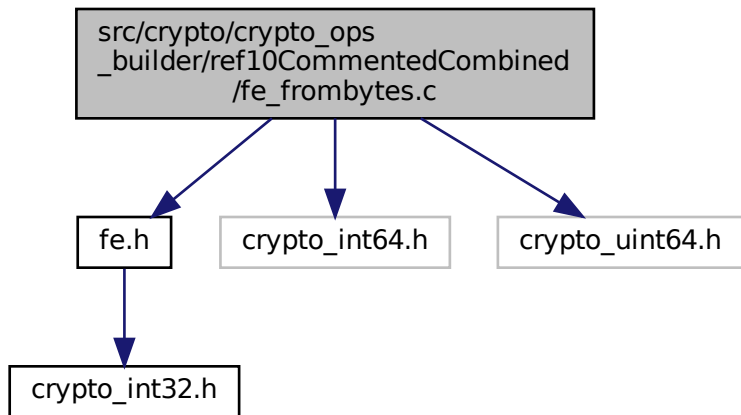 src/crypto/crypto_ops
_builder/ref10CommentedCombined
/fe_frombytes.c
fe.h
crypto_int64.h
crypto_uint64.h
crypto_int32.h